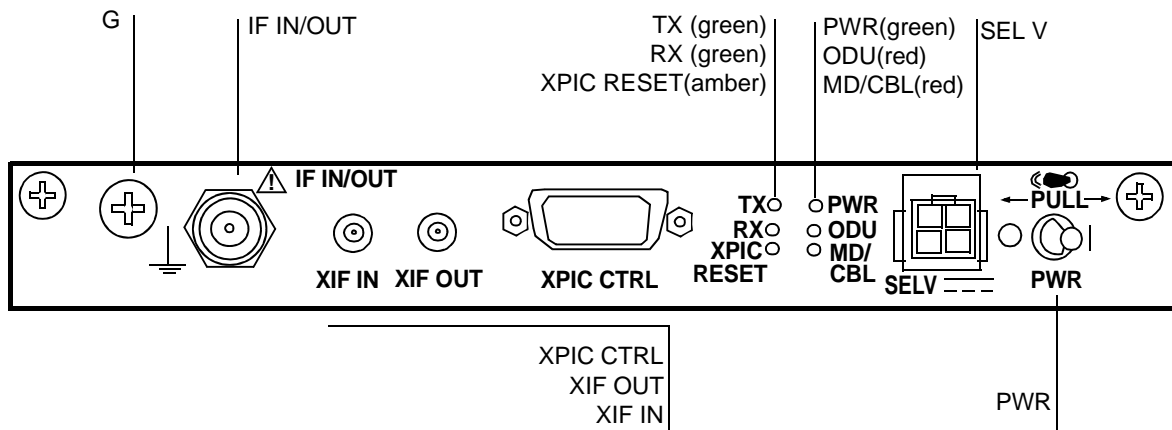 G
IF IN/OUT
TX (green)
RX (green)
XPIC RESET(amber)
PWR(green)
ODU(red)
MD/CBL(red)
SEL V
IF IN/OUT
XIF IN
XIF OUT
XPIC CTRL
TX
RX
XPIC
RESET
PWR
ODU
MD/
CBL
SELV
PULL
PWR
XPIC CTRL
XIF OUT
XIF IN
PWR